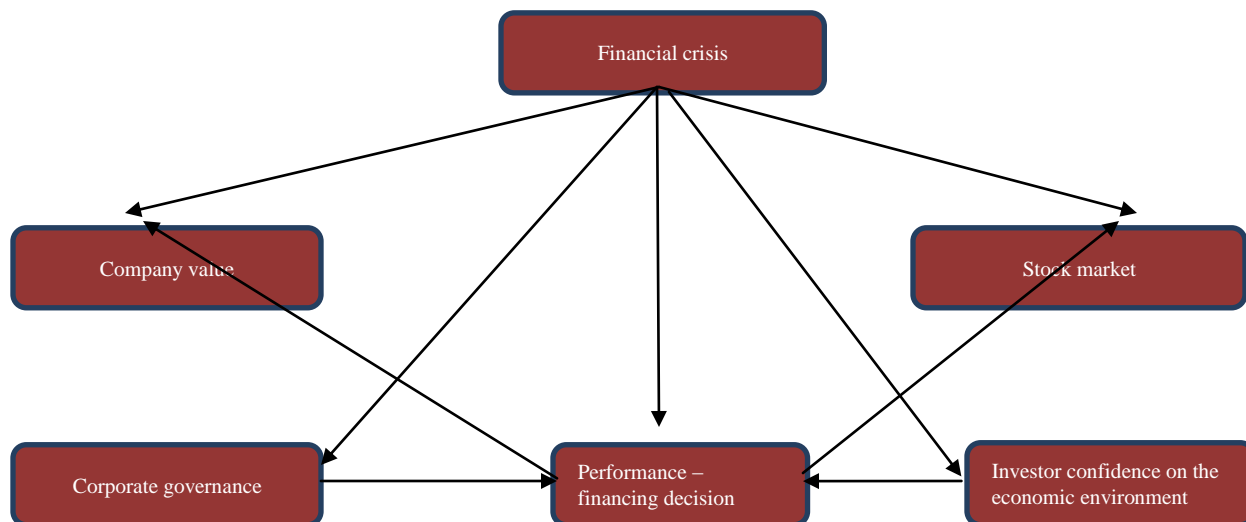 Financial crisis
Company value
Stock market
Corporate governance
Performance –
financing decision
Investor confidence on the
economic environment